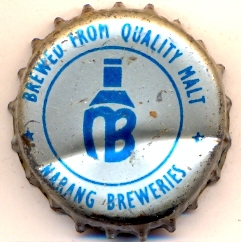 BREWED FROM QUALITY MALT
NB
NARANG BREWERIES